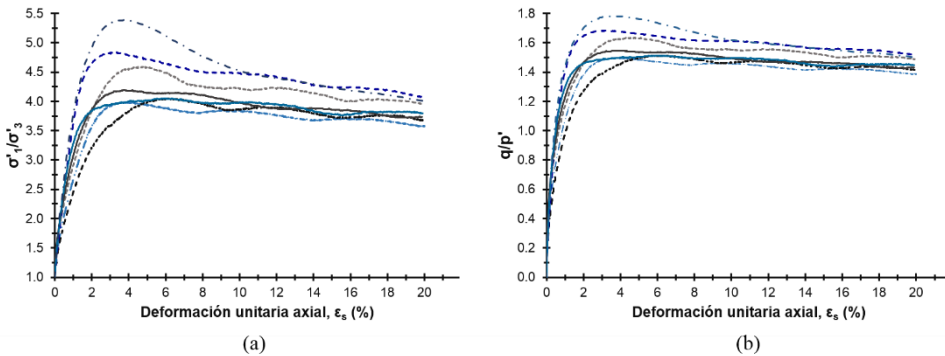 5.5
5.0
4.5
4.0
3.5
3.0
2.5
2.0
1.5
1.0
σ'1/σ'3
0 2 4 6 8 10 12 14 16 18 20
Deformación unitaria axial, εs (%)
(a)
1.8
1.6
1.4
1.2
1.0
0.8
0.6
0.4
0.2
0.0
q/p'
0 2 4 6 8 10 12 14 16 18 20
Deformación unitaria axial, εs (%)
(b)